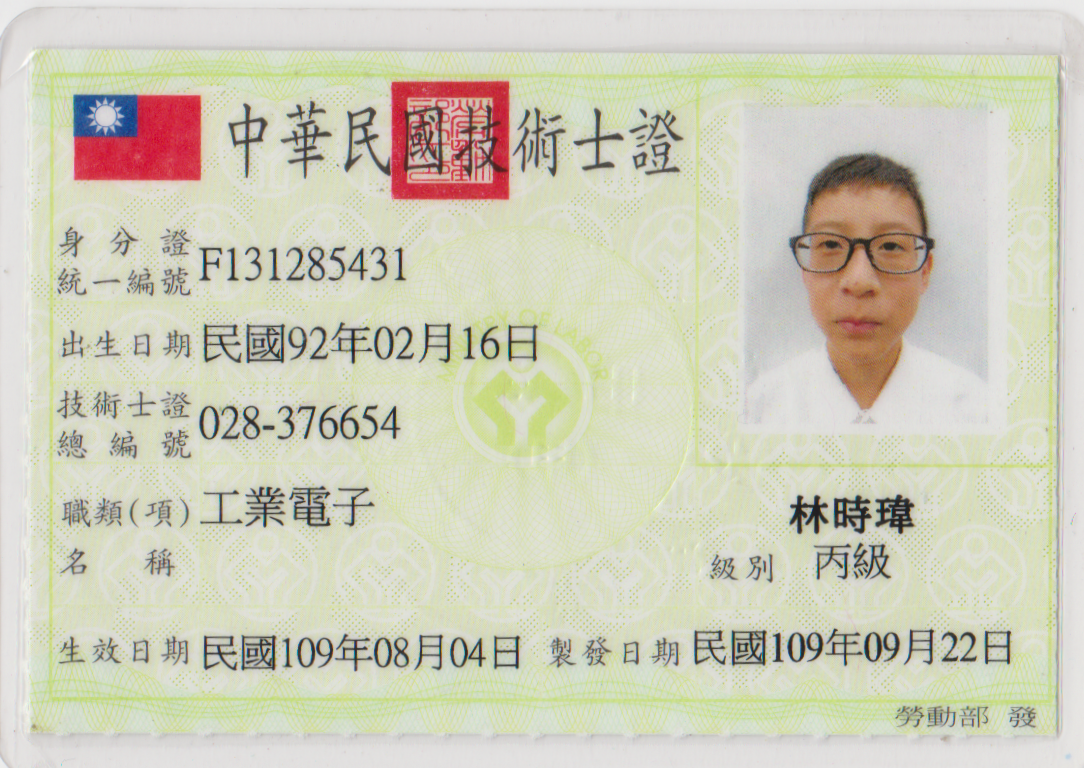 中華民國技術士證
身分證統一編號 F131285431
出生日期 民國92年02月16日
技術士證總編號 028-376654
職類(項)名稱 工業電子
林時瑋
級別 丙級
生效日期 民國109年08月04日 製發日期 民國109年09月22日
勞動部 發
MINISTRY OF LABOR